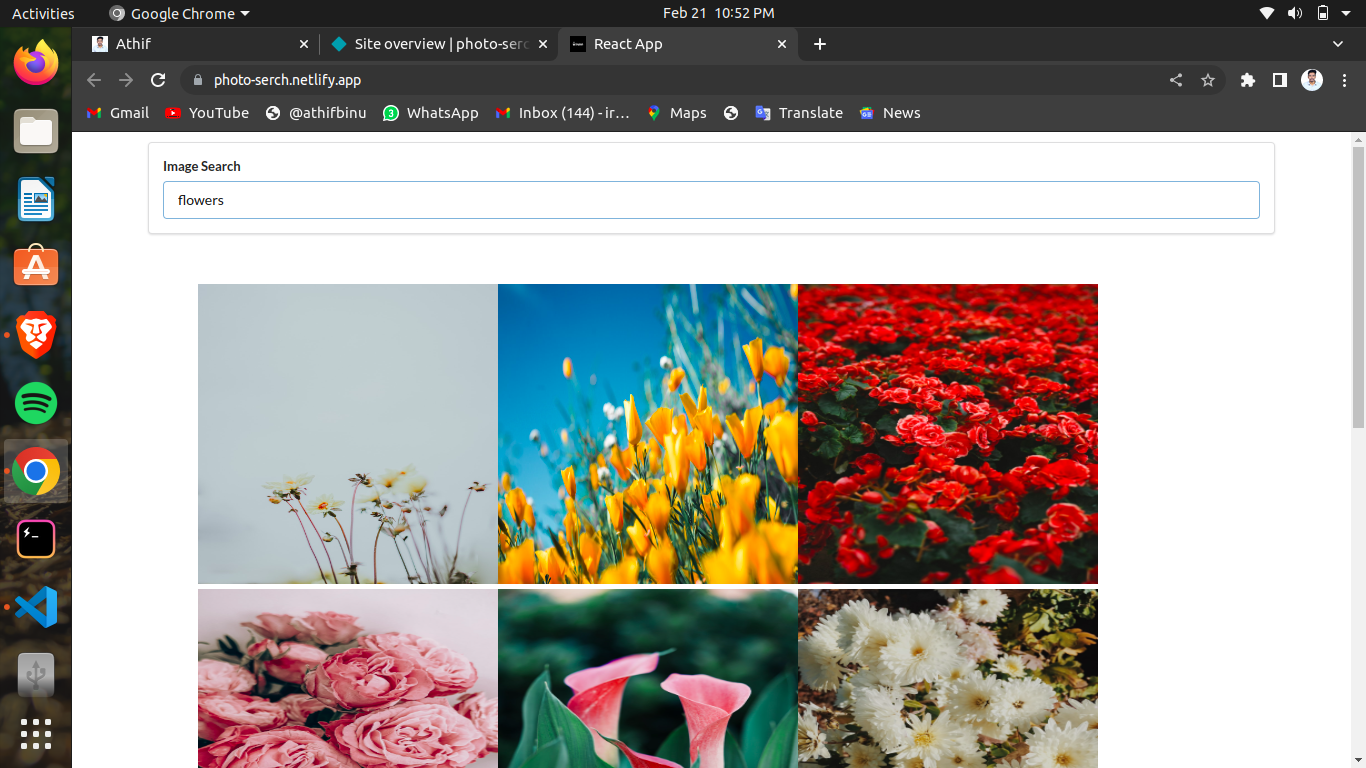 Activities Google Chrome Feb 21 10:52 PM
Athif Site overview | photo-serc React App
photo-serch.netlify.app
Gmail YouTube @athifbinu 3 WhatsApp Inbox (144) - ir... Maps Translate News
Image Search
flowers